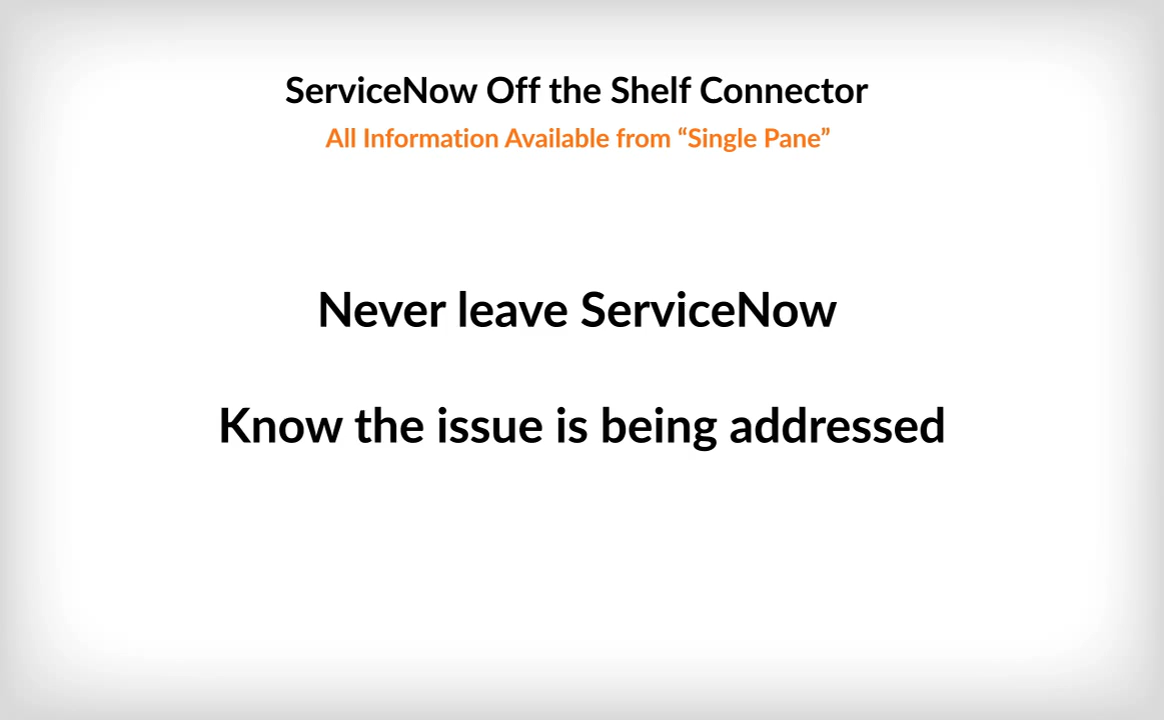 ServiceNow Off the Shelf Connector
All Information Available from “Single Pane”
Never leave ServiceNow
Know the issue is being addressed